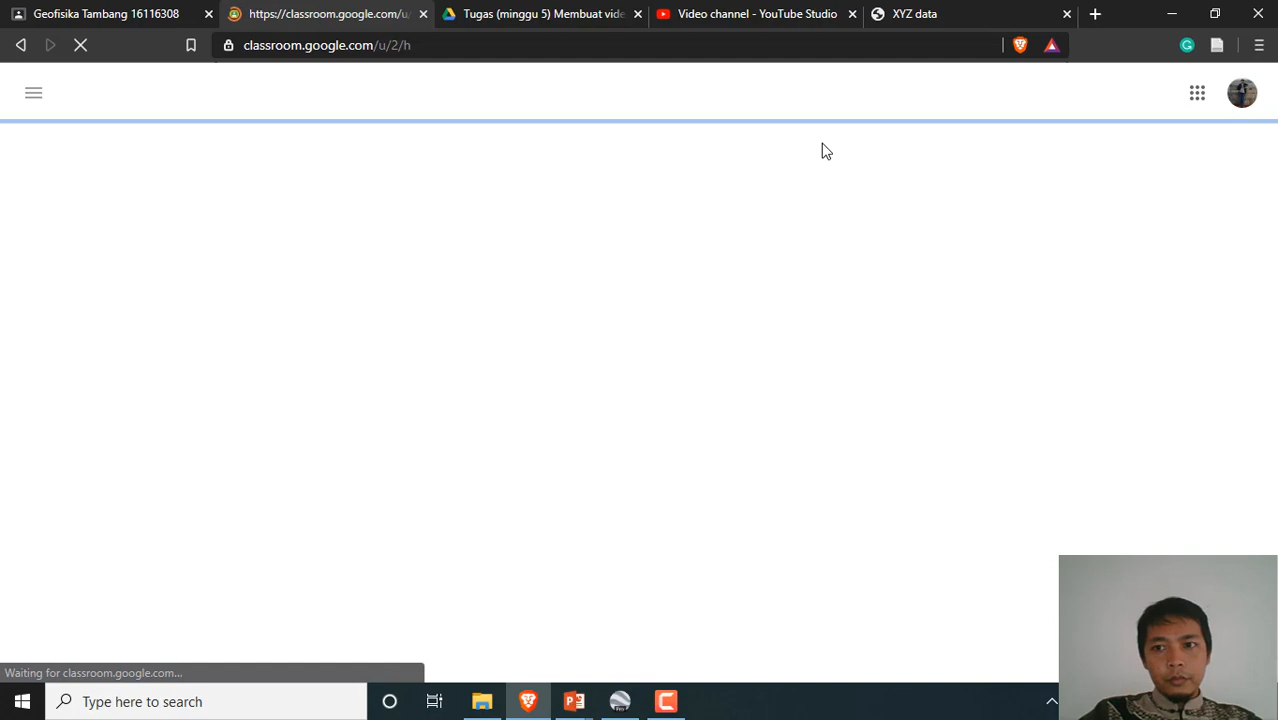 Geofisika Tambang 16116308
https://classroom.google.com/u/
Tugas (minggu 5) Membuat vide
Video channel - YouTube Studio
XYZ data
classroom.google.com/u/2/h
Waiting for classroom.google.com...
Type here to search